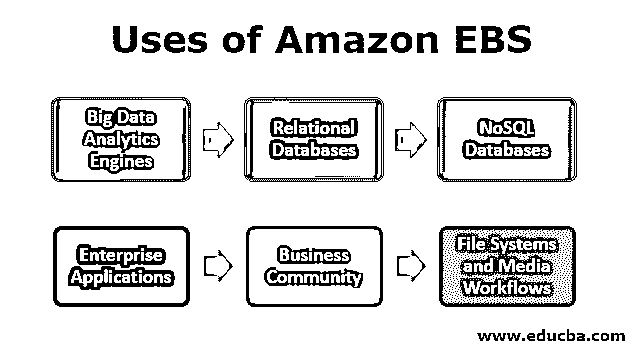 Uses of Amazon EBS
Big Data
Analytics
Engines
Relational
Databases
NoSQL
Databases
Enterprise
Applications
Business
Community
File Systems
and Media
Workflows
www.educba.com